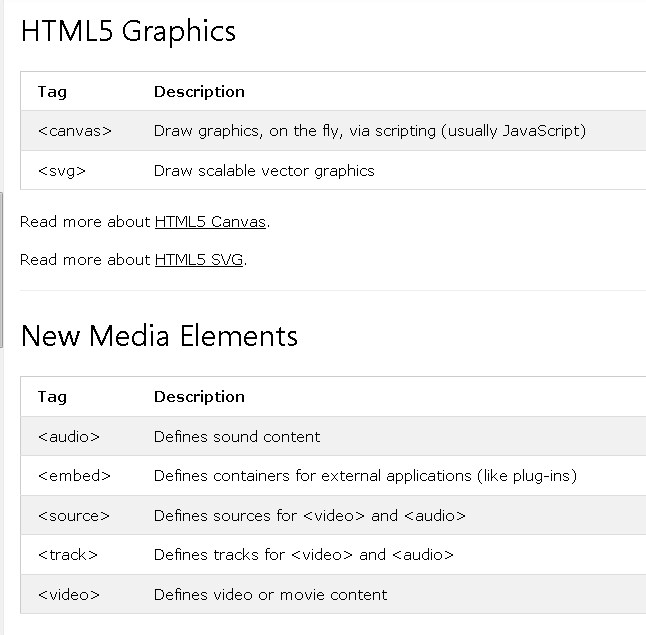 HTML5 Graphics
Tag Description
<canvas> Draw graphics, on the fly, via scripting (usually JavaScript)
<svg> Draw scalable vector graphics
Read more about HTML5 Canvas.
Read more about HTML5 SVG.
New Media Elements
Tag Description
<audio> Defines sound content
<embed> Defines containers for external applications (like plug-ins)
<source> Defines sources for <video> and <audio>
<track> Defines tracks for <video> and <audio>
<video> Defines video or movie content